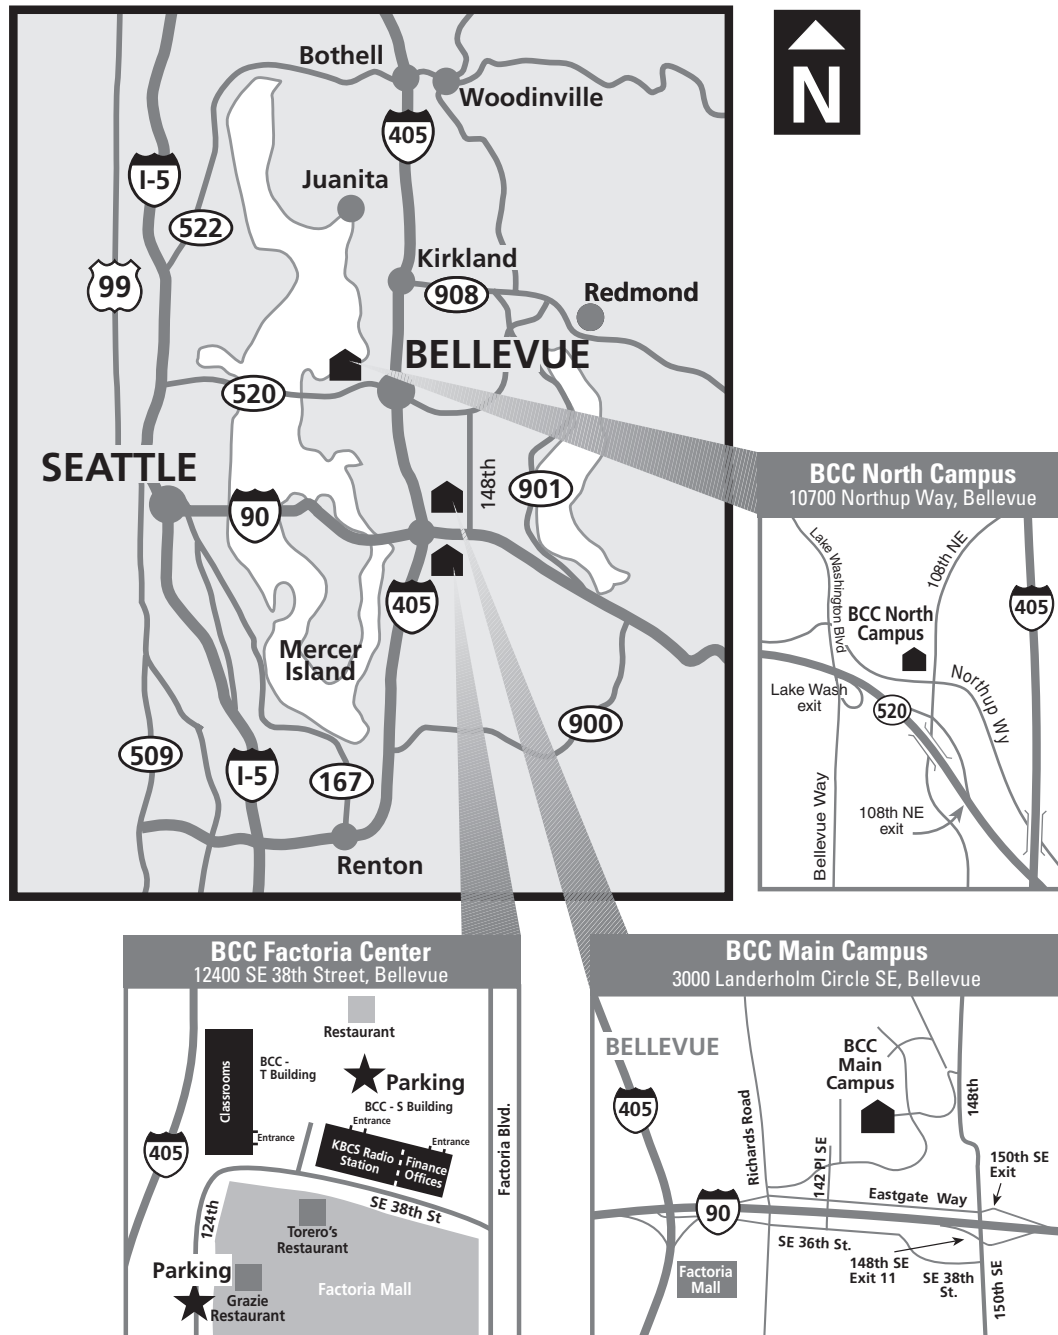 N
Bothell
Woodinville
405
I-5
Juanita
522
Kirkland
99
908
Redmond
BELLEVUE
520
SEATTLE
148th
901
90
405
Mercer
Island
900
509
I-5
167
Renton
BCC North Campus
10700 Northup Way, Bellevue
Lake Washington Blvd
108th NE
405
BCC North
Campus
Northup Wy
Lake Wash
exit
520
Bellevue Way
108th NE
exit
BCC Factoria Center
12400 SE 38th Street, Bellevue
Restaurant
Classrooms
BCC -
T Building
Parking
BCC - S Building
Entrance
Entrance
Entrance
KBCS Radio
Station
Finance
Offices
405
Factoria Blvd.
124th
SE 38th St
Torero's
Restaurant
Parking
Grazie
Restaurant
Factoria Mall
BCC Main Campus
3000 Landerholm Circle SE, Bellevue
BELLEVUE
BCC
Main
Campus
405
Richards Road
148th
142 Pl SE
150th SE
Exit
Eastgate Way
90
SE 36th St.
148th SE
Exit 11
SE 38th
St.
150th SE
Factoria
Mall